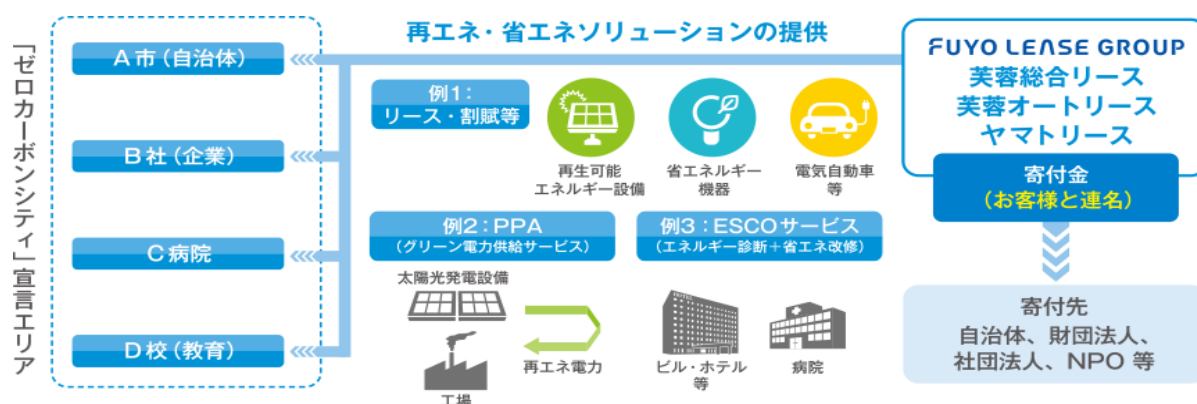 「ゼロカーボンシティ」宣言エリア
A市（自治体）
B社（企業）
C病院
D校（教育）
再エネ・省エネソリューションの提供
例1：
リース・割賦等
再生可能
エネルギー設備
省エネルギー
機器
電気自動車
等
例2：PPA
（グリーン電力供給サービス）
太陽光発電設備
工場
再エネ電力
例3：ESCOサービス
（エネルギー診断＋省エネ改修）
HOTEL
ビル・ホテル
等
病院
FUYO LEASE GROUP
芙蓉総合リース
芙蓉オートリース
ヤマトリース
寄付金
（お客様と連名）
寄付先
自治体、財団法人、
社団法人、NPO 等